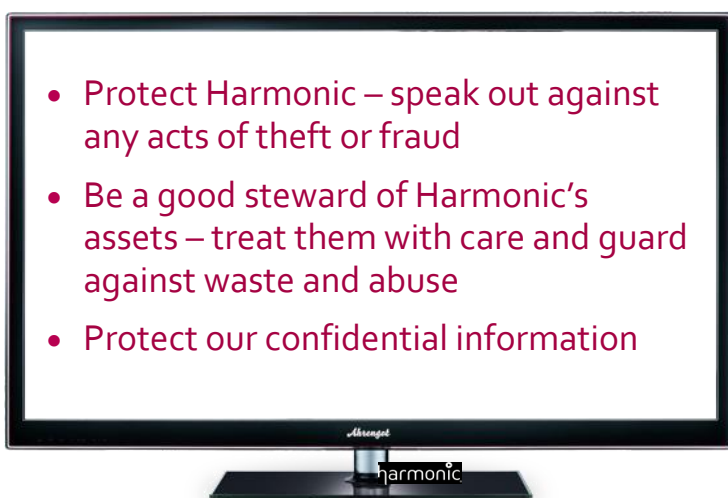 • Protect Harmonic – speak out against
any acts of theft or fraud
• Be a good steward of Harmonic’s
assets – treat them with care and guard
against waste and abuse
• Protect our confidential information
Ahrengot
harmonic